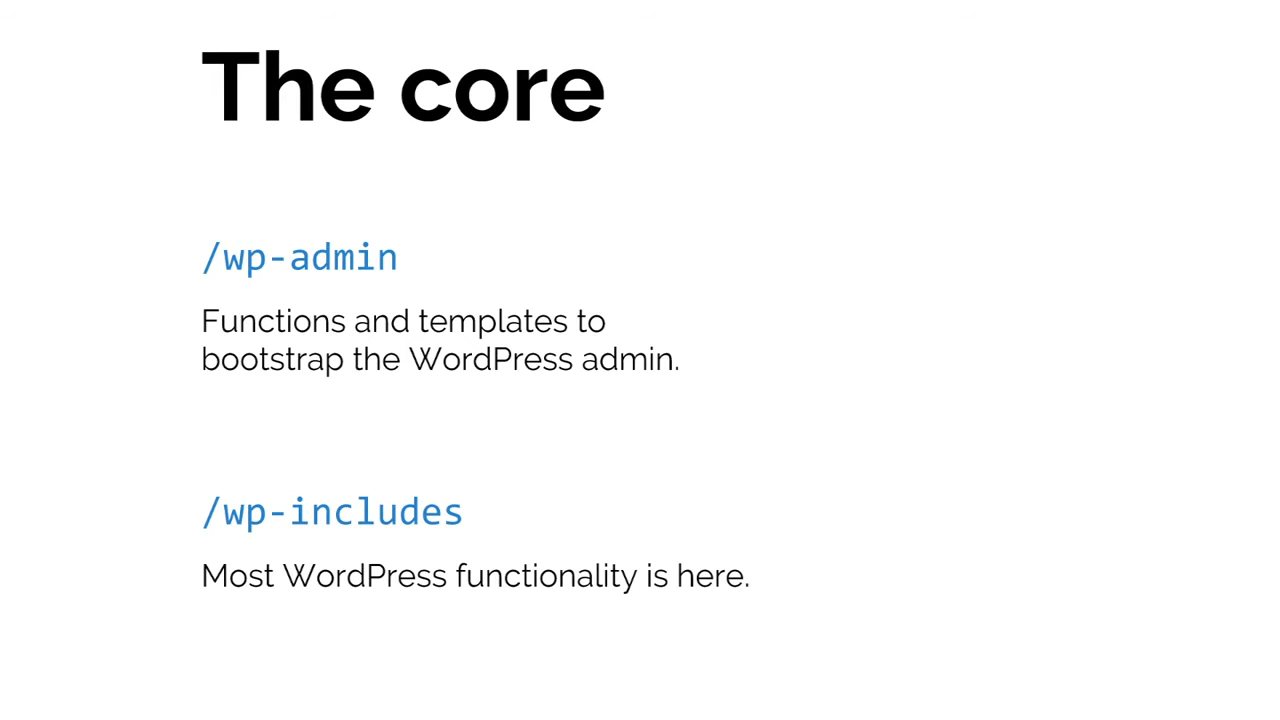 The core
/wp-admin
Functions and templates to
bootstrap the WordPress admin.
/wp-includes
Most WordPress functionality is here.